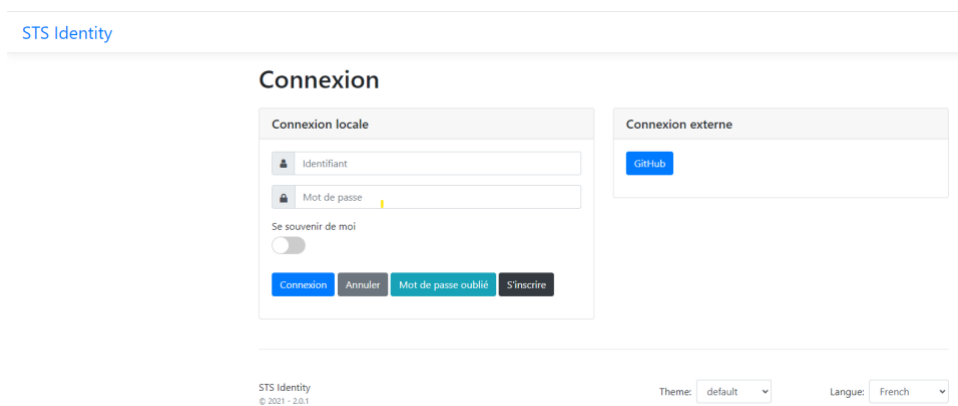 STS Identity
Connexion
Connexion locale
Identifiant
Mot de passe
Se souvenir de moi
Connexion Annuler Mot de passe oublié S'inscrire
Connexion externe
GitHub
STS Identity
© 2021 - 2.0.1
Theme: default
Langue: French